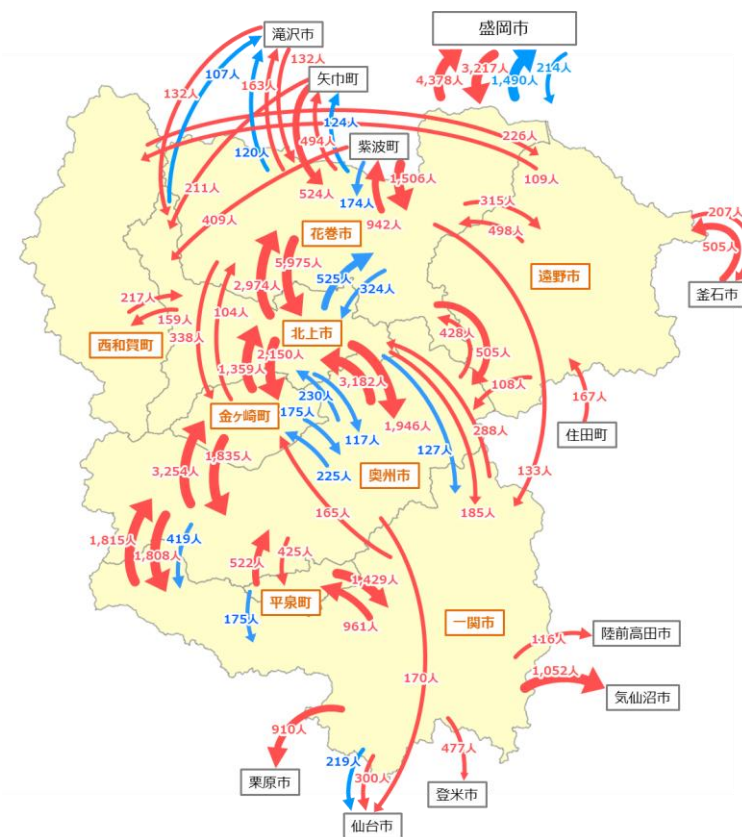 滝沢市
盛岡市
132人
107人
163人
132人
矢巾町
4,378人
3,217人
1,490人
214人
124人
494人
紫波町
226人
120人
109人
211人
524人
174人
1,506人
942人
409人
315人
498人
207人
505人
釜石市
花巻市
遠野市
5,975人
2,974人
525人
324人
217人
159人
104人
338人
西和賀町
北上市
428人
505人
1,359人
2,150人
3,182人
1,946人
108人
167人
住田町
金ヶ崎町
230人
175人
117人
225人
127人
288人
133人
奥州市
3,254人
1,835人
165人
185人
1,815人
1,808人
419人
522人
425人
1,429人
961人
平泉町
一関市
175人
116人
陸前高田市
170人
1,052人
気仙沼市
910人
栗原市
219人
300人
477人
登米市
仙台市